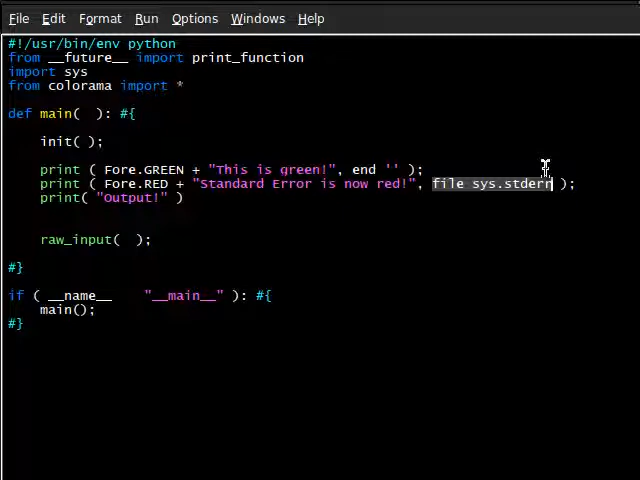 File Edit Format Run Options Windows Help
#!/usr/bin/env python
from __future__ import print_function
import sys
from colorama import *
def main(  ): #{
init( );
print ( Fore.GREEN + "This is green!", end '' );
print ( Fore.RED + "Standard Error is now red!", file sys.stderr );
print( "Output!" )
raw_input(  );
#}
if ( __name__    "__main__" ): #{
main();
#}